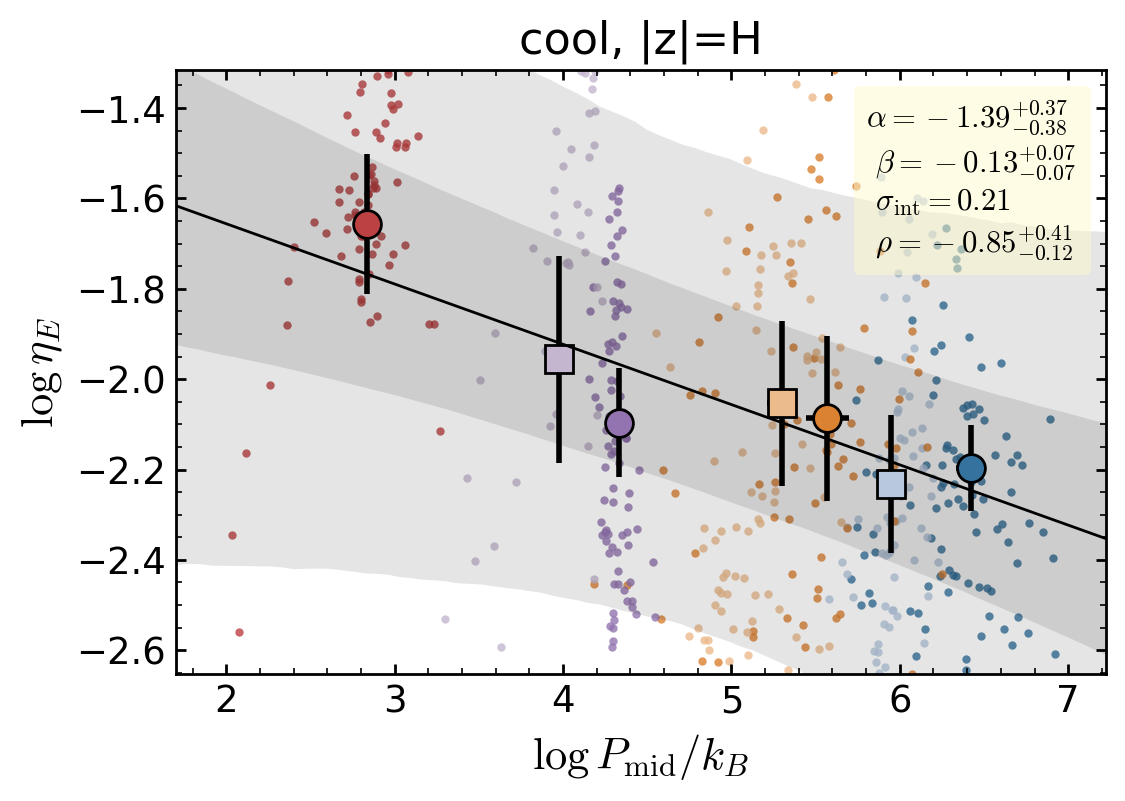 cool, |z|=H
α = −1.39 +0.37 −0.38
β = −0.13 +0.07 −0.07
σint = 0.21
ρ = −0.85 +0.41 −0.12
log ηE
−1.4
−1.6
−1.8
−2.0
−2.2
−2.4
−2.6
2 3 4 5 6 7
log Pmid/kB